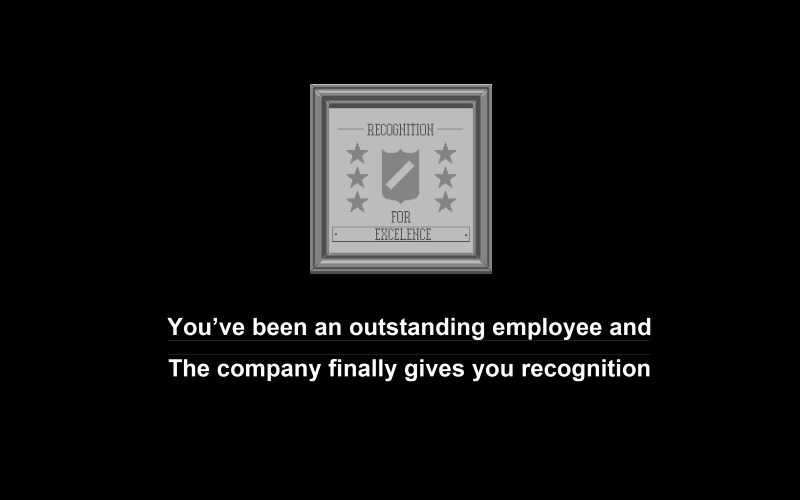 RECOGNITION
FOR
EXCELENCE
You’ve been an outstanding employee and
The company finally gives you recognition